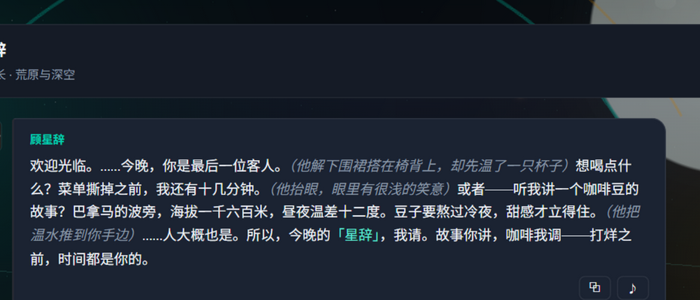 辞
长 · 荒原与深空
顾星辞
欢迎光临。……今晚，你是最后一位客人。（他解下围裙搭在椅背上，却先温了一只杯子）想喝点什
么？菜单撕掉之前，我还有十几分钟。（他抬眼，眼里有很浅的笑意）或者——听我讲一个咖啡豆的
故事？巴拿马的波旁，海拔一千六百米，昼夜温差十二度。豆子要熬过冷夜，甜感才立得住。（他把
温水推到你手边）……人大概也是。所以，今晚的「星辞」，我请。故事你讲，咖啡我调——打烊之
前，时间都是你的。